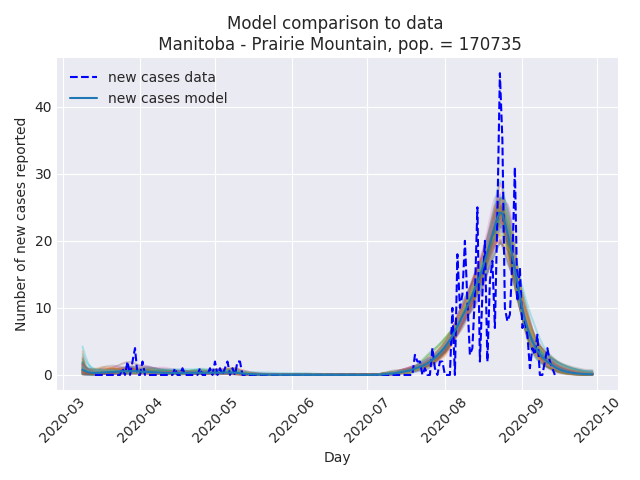 Model comparison to data
Manitoba - Prairie Mountain, pop. = 170735
new cases data
new cases model
Number of new cases reported
40
30
20
10
0
2020-03
2020-04
2020-05
2020-06
2020-07
2020-08
2020-09
2020-10
Day